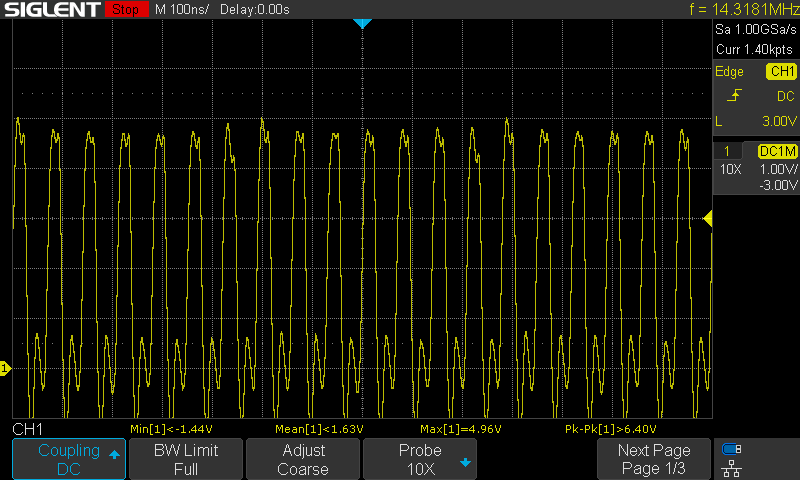 SIGLENT Stop M 100ns/ Delay:0.00s f = 14.3181MHz
Sa 1.00GSa/s
Curr 1.40kpts
Edge CH1
DC
L 3.00V
1 DC1M
10X 1.00V/
-3.00V
1
CH1 Min[1]<-1.44V Mean[1]<1.63V Max[1]=4.96V Pk-Pk[1]>6.40V
Coupling BW Limit Adjust Probe Next Page
DC Full Coarse 10X Page 1/3